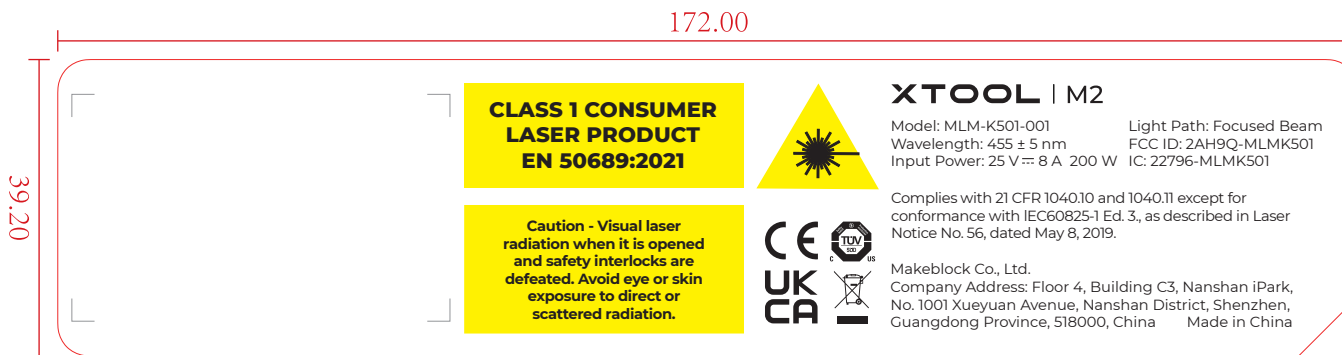 172.00
39.20
CLASS 1 CONSUMER
LASER PRODUCT
EN 50689:2021
Caution - Visual laser
radiation when it is opened
and safety interlocks are
defeated. Avoid eye or skin
exposure to direct or
scattered radiation.
CE
TÜV
SÜD
C US
UK
CA
XTOOL | M2
Model: MLM-K501-001 Light Path: Focused Beam
Wavelength: 455 ± 5 nm FCC ID: 2AH9Q-MLMK501
Input Power: 25 V ⎓ 8 A 200 W IC: 22796-MLMK501
Complies with 21 CFR 1040.10 and 1040.11 except for
conformance with IEC60825-1 Ed. 3., as described in Laser
Notice No. 56, dated May 8, 2019.
Makeblock Co., Ltd.
Company Address: Floor 4, Building C3, Nanshan iPark,
No. 1001 Xueyuan Avenue, Nanshan District, Shenzhen,
Guangdong Province, 518000, China Made in China